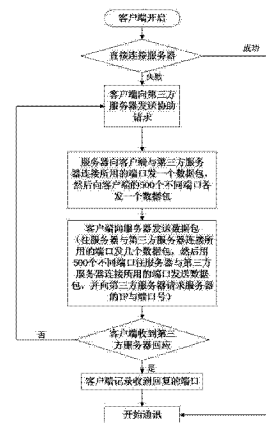 客户端开启
直接连接服务器
成功
失败
客户端向第三方
服务器发送协助
请求
服务器向客户端与第三方服务
器连接所用的端口发一个数据包,
然后向客户端的500个不同端口各
发一个数据包
客户端向服务器发送数据包
(往服务器与第三方服务器连接所
用的端口发几个数据包,然后用
500个不同端口往服务器与第三方
服务器连接所用的端口发送数据
包,并向第三方服务器请求服务器
的IP与端口号)
否
客户端收到第三
方服务器回应
是
客户端记录收到回复的端口
开始通讯